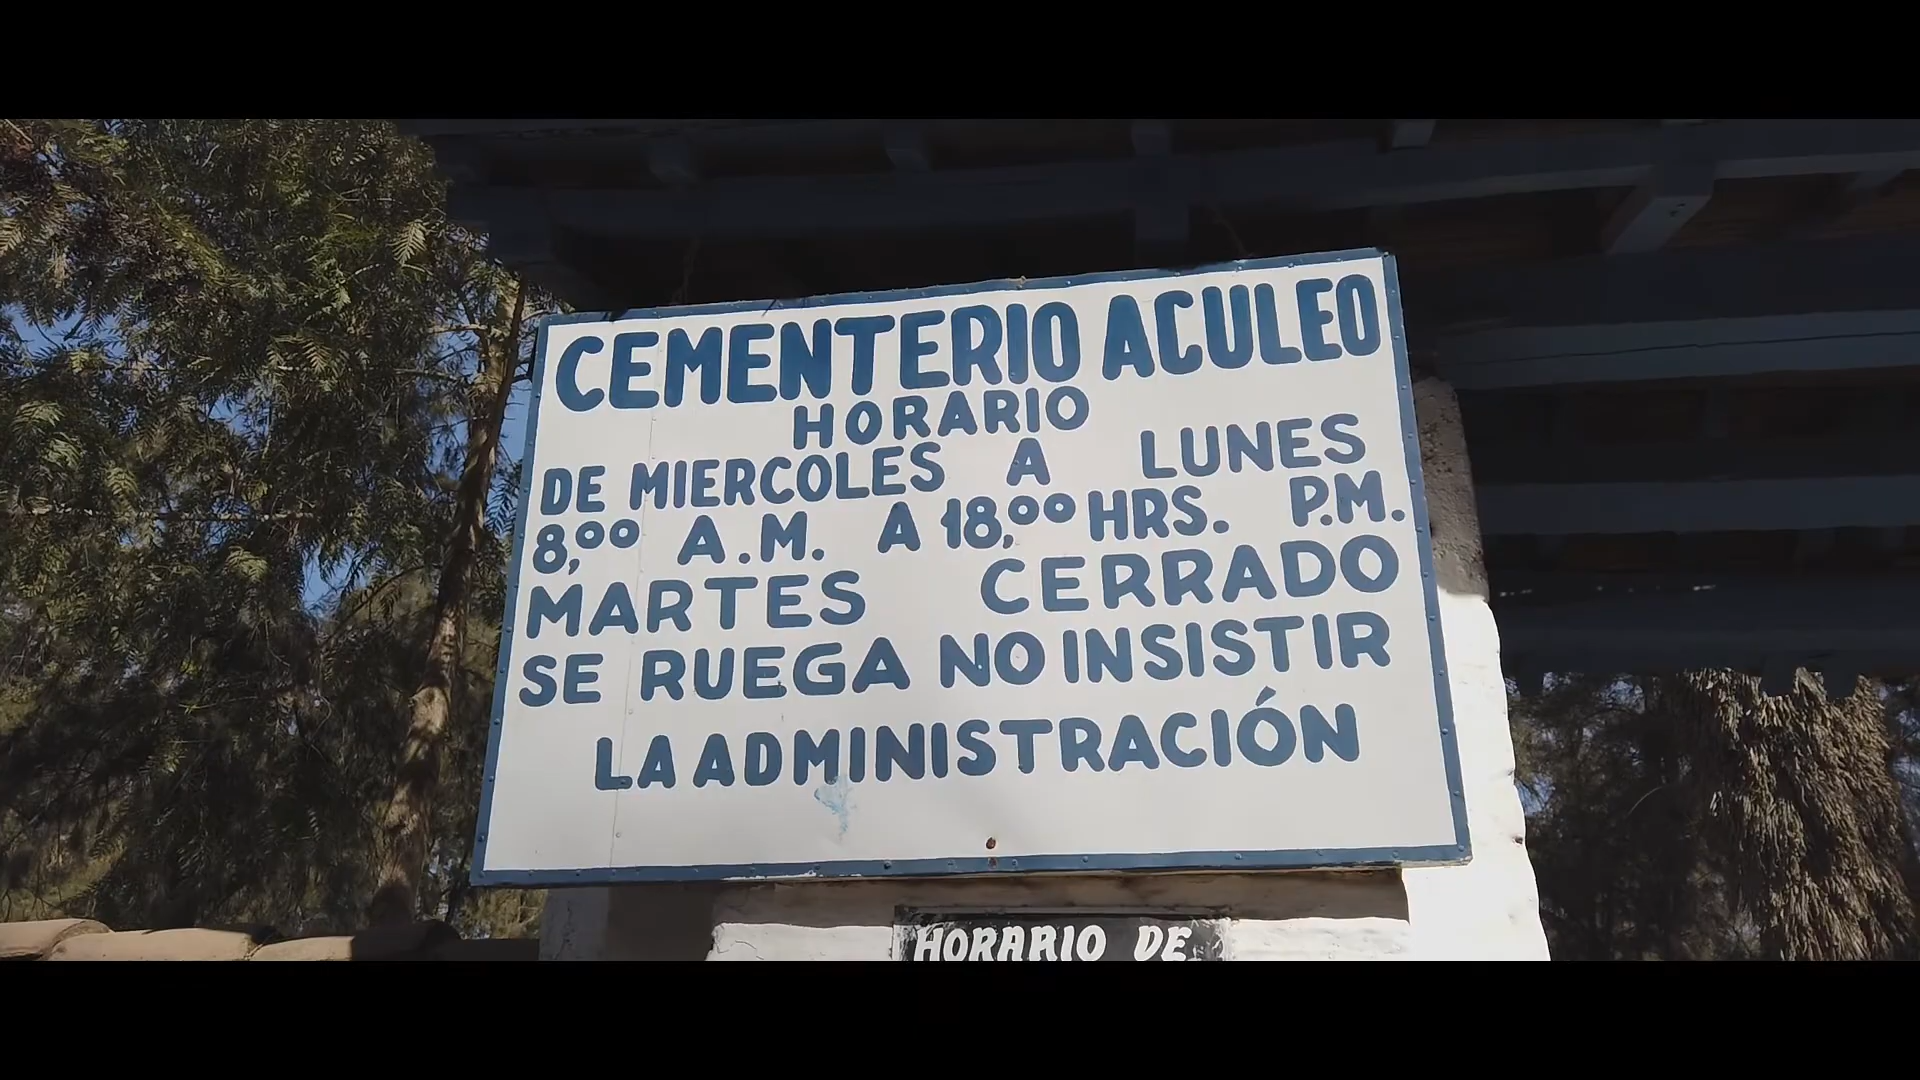 CEMENTERIO ACULEO
HORARIO
DE MIERCOLES A LUNES
8,00 A.M. A 18,00 HRS. P.M.
MARTES CERRADO
SE RUEGA NO INSISTIR
LA ADMINISTRACIÓN
HORARIO DE